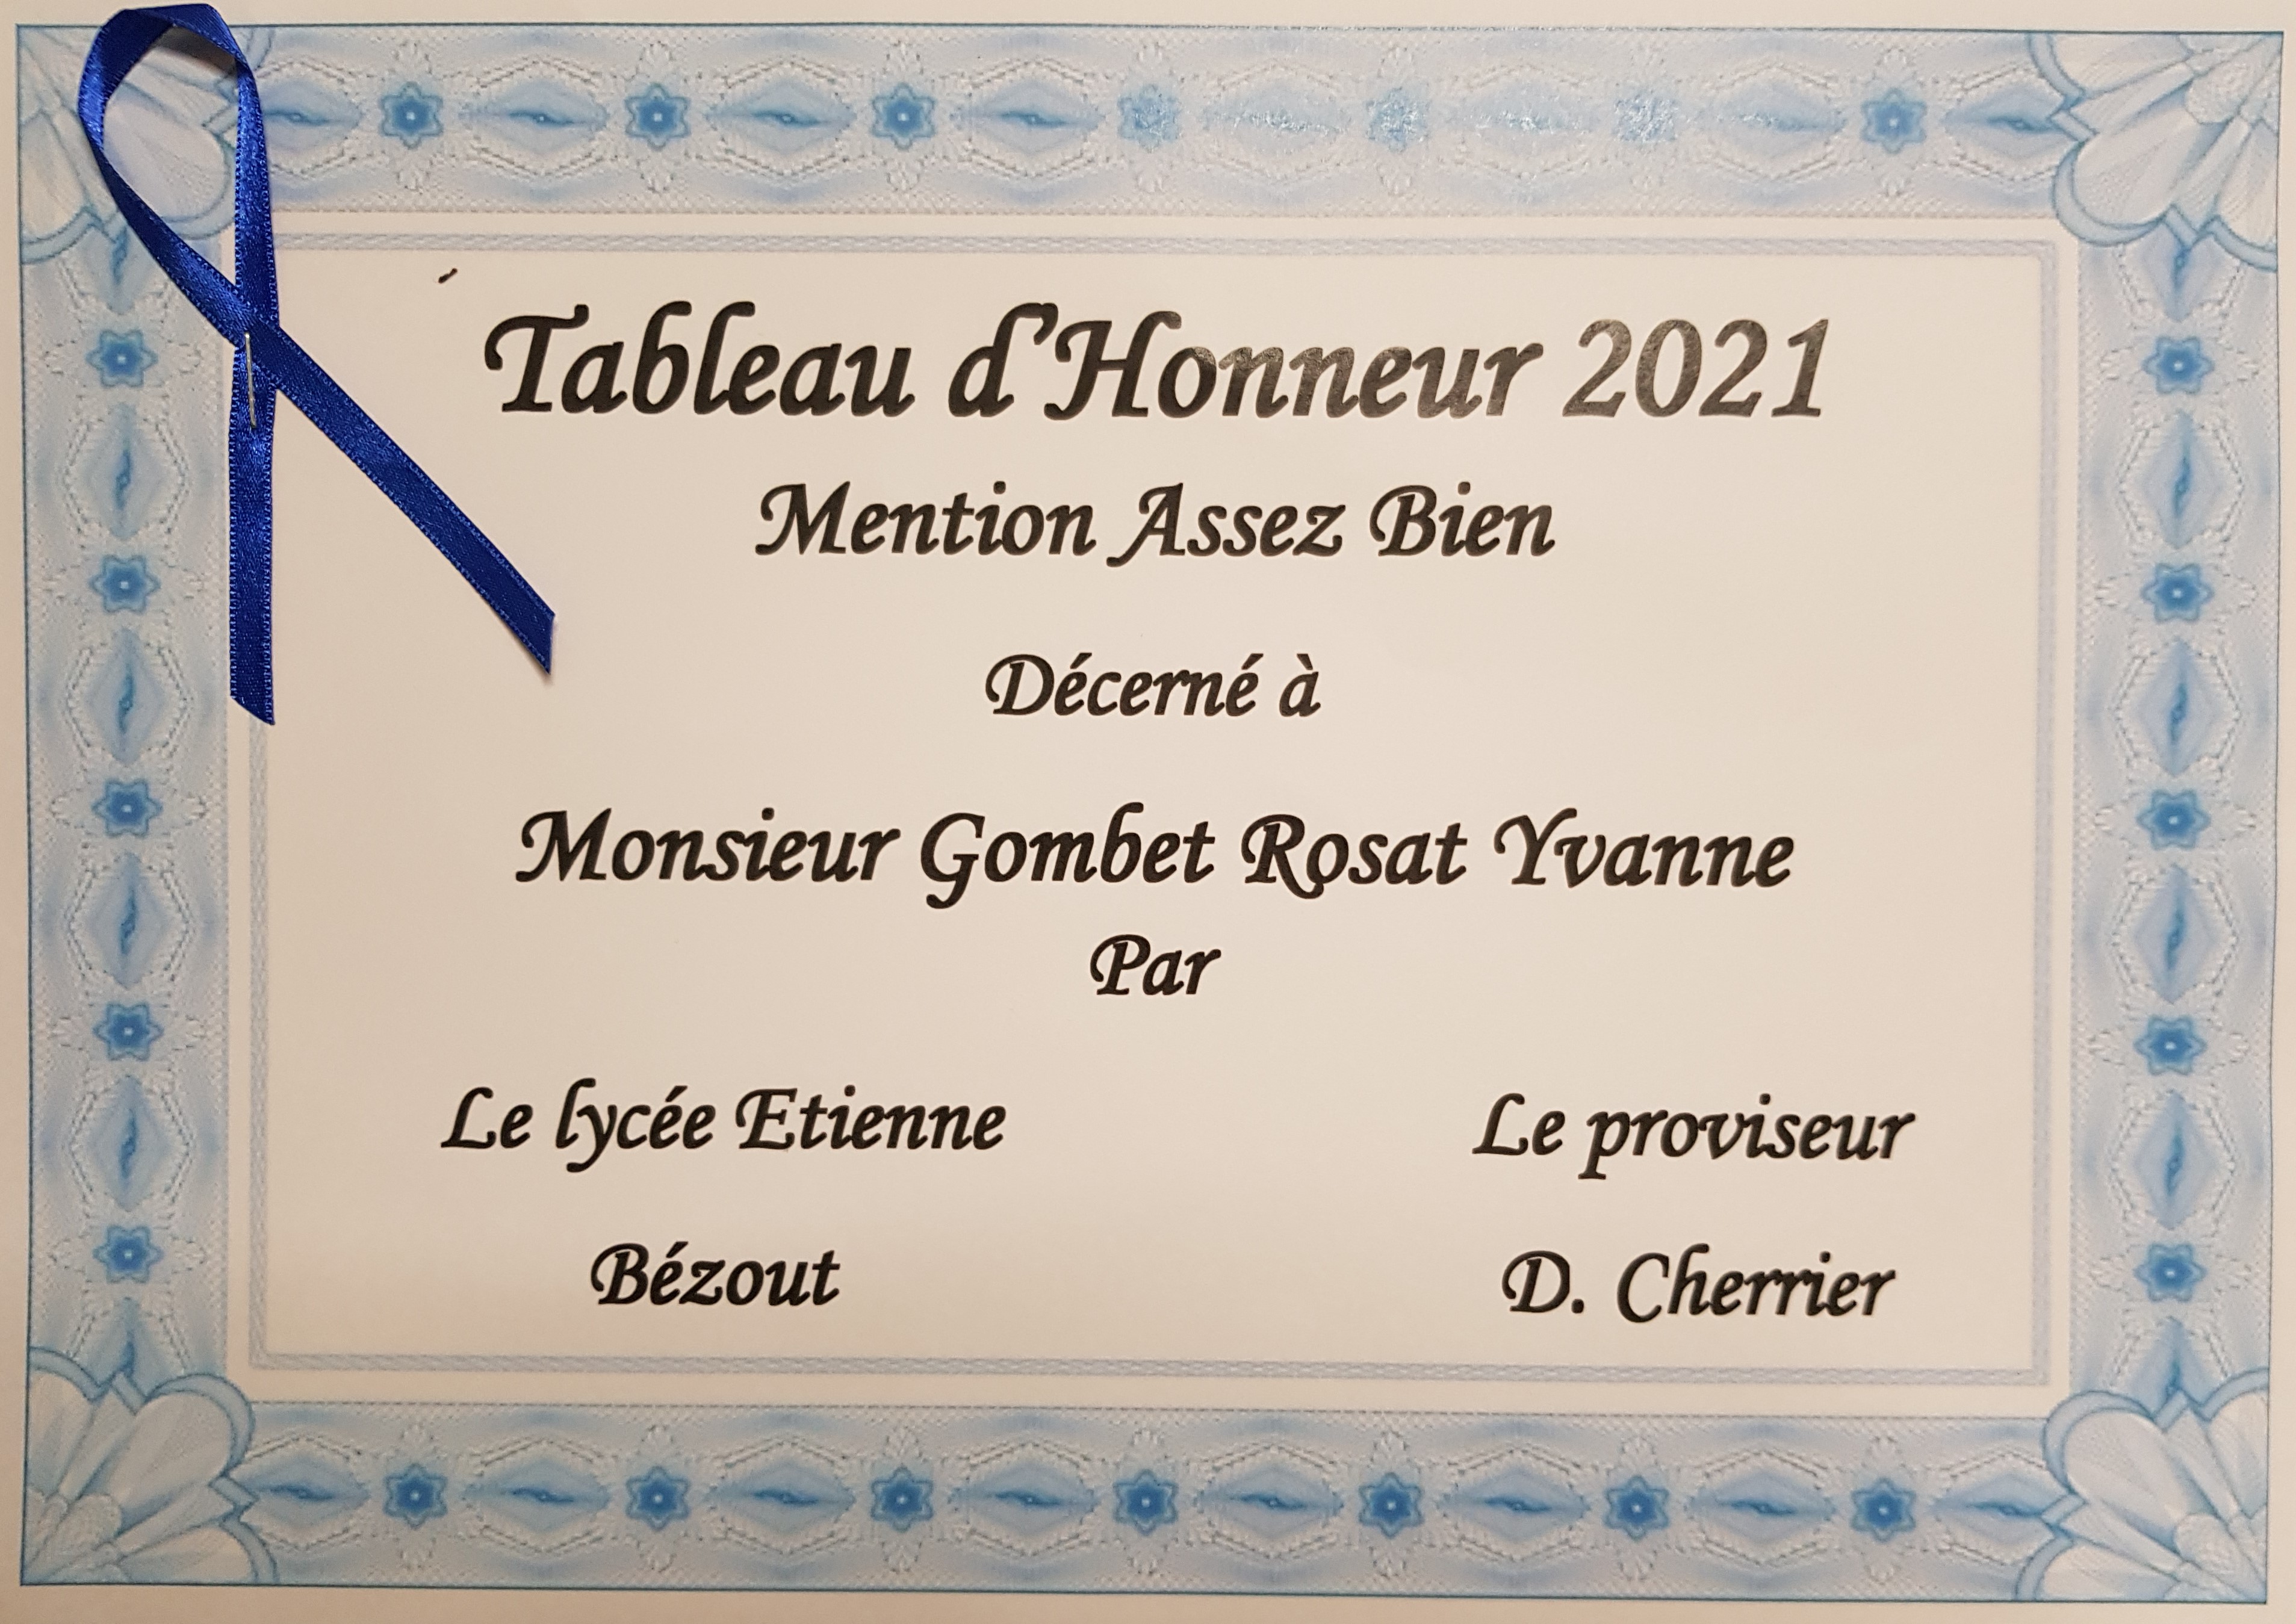 Tableau d'Honneur 2021
Mention Assez Bien
Décerné à
Monsieur Gombet Rosat Yvanne
Par
Le lycée Etienne
Bézout
Le proviseur
D. Cherrier